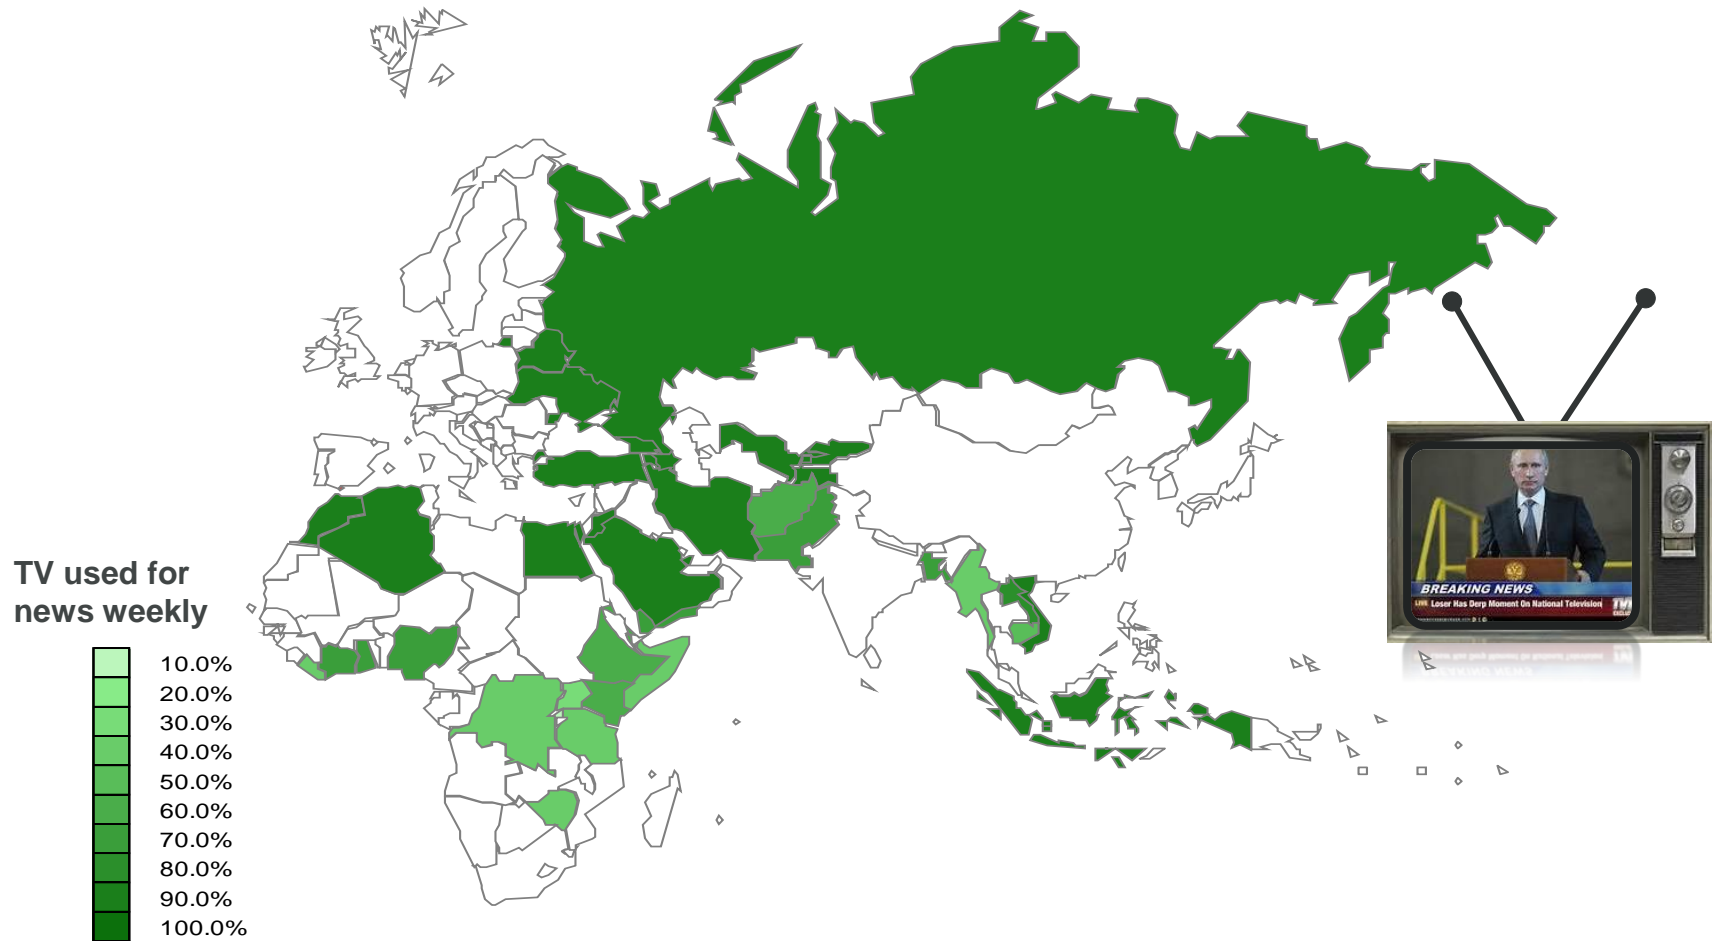 TV used for
news weekly
10.0%
20.0%
30.0%
40.0%
50.0%
60.0%
70.0%
80.0%
90.0%
100.0%
BREAKING NEWS
LIVE Loser Has Derp Moment On National Television